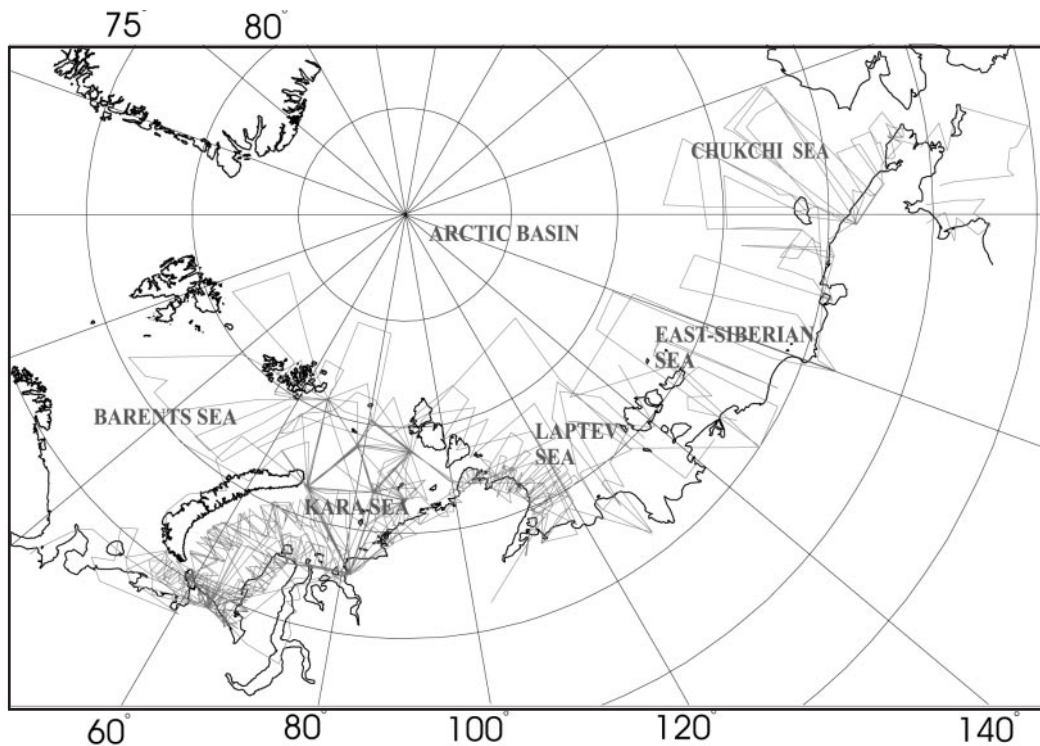 75° 80°
CHUKCHI SEA
ARCTIC BASIN
EAST-SIBERIAN
SEA
BARENTS SEA
LAPTEV
SEA
KARA SEA
60° 80° 100° 120° 140°